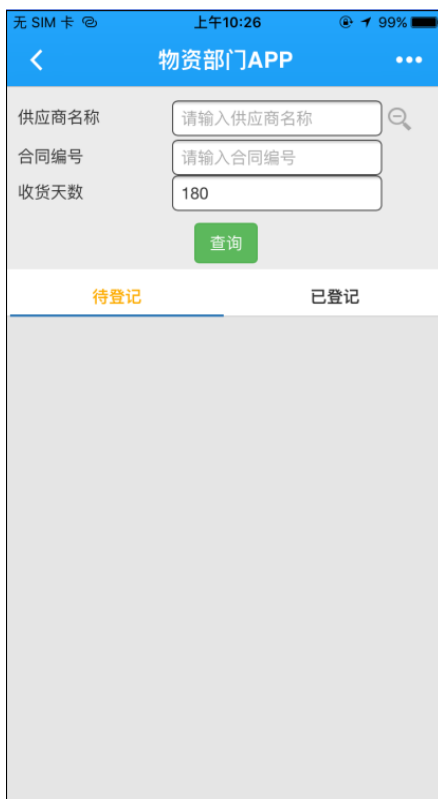 无 SIM 卡 上午10:26 99%
物资部门APP
供应商名称 请输入供应商名称
合同编号 请输入合同编号
收货天数 180
查询
待登记 已登记